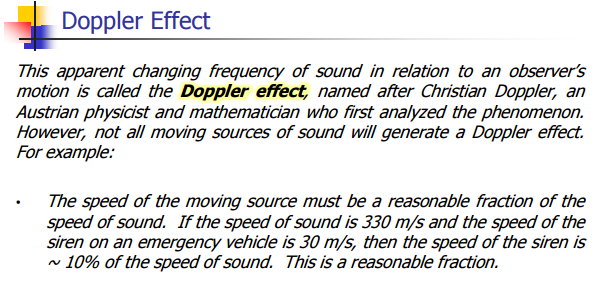 Doppler Effect
This apparent changing frequency of sound in relation to an observer's
motion is called the Doppler effect, named after Christian Doppler, an
Austrian physicist and mathematician who first analyzed the phenomenon.
However, not all moving sources of sound will generate a Doppler effect.
For example:
• The speed of the moving source must be a reasonable fraction of the
speed of sound. If the speed of sound is 330 m/s and the speed of the
siren on an emergency vehicle is 30 m/s, then the speed of the siren is
~ 10% of the speed of sound. This is a reasonable fraction.